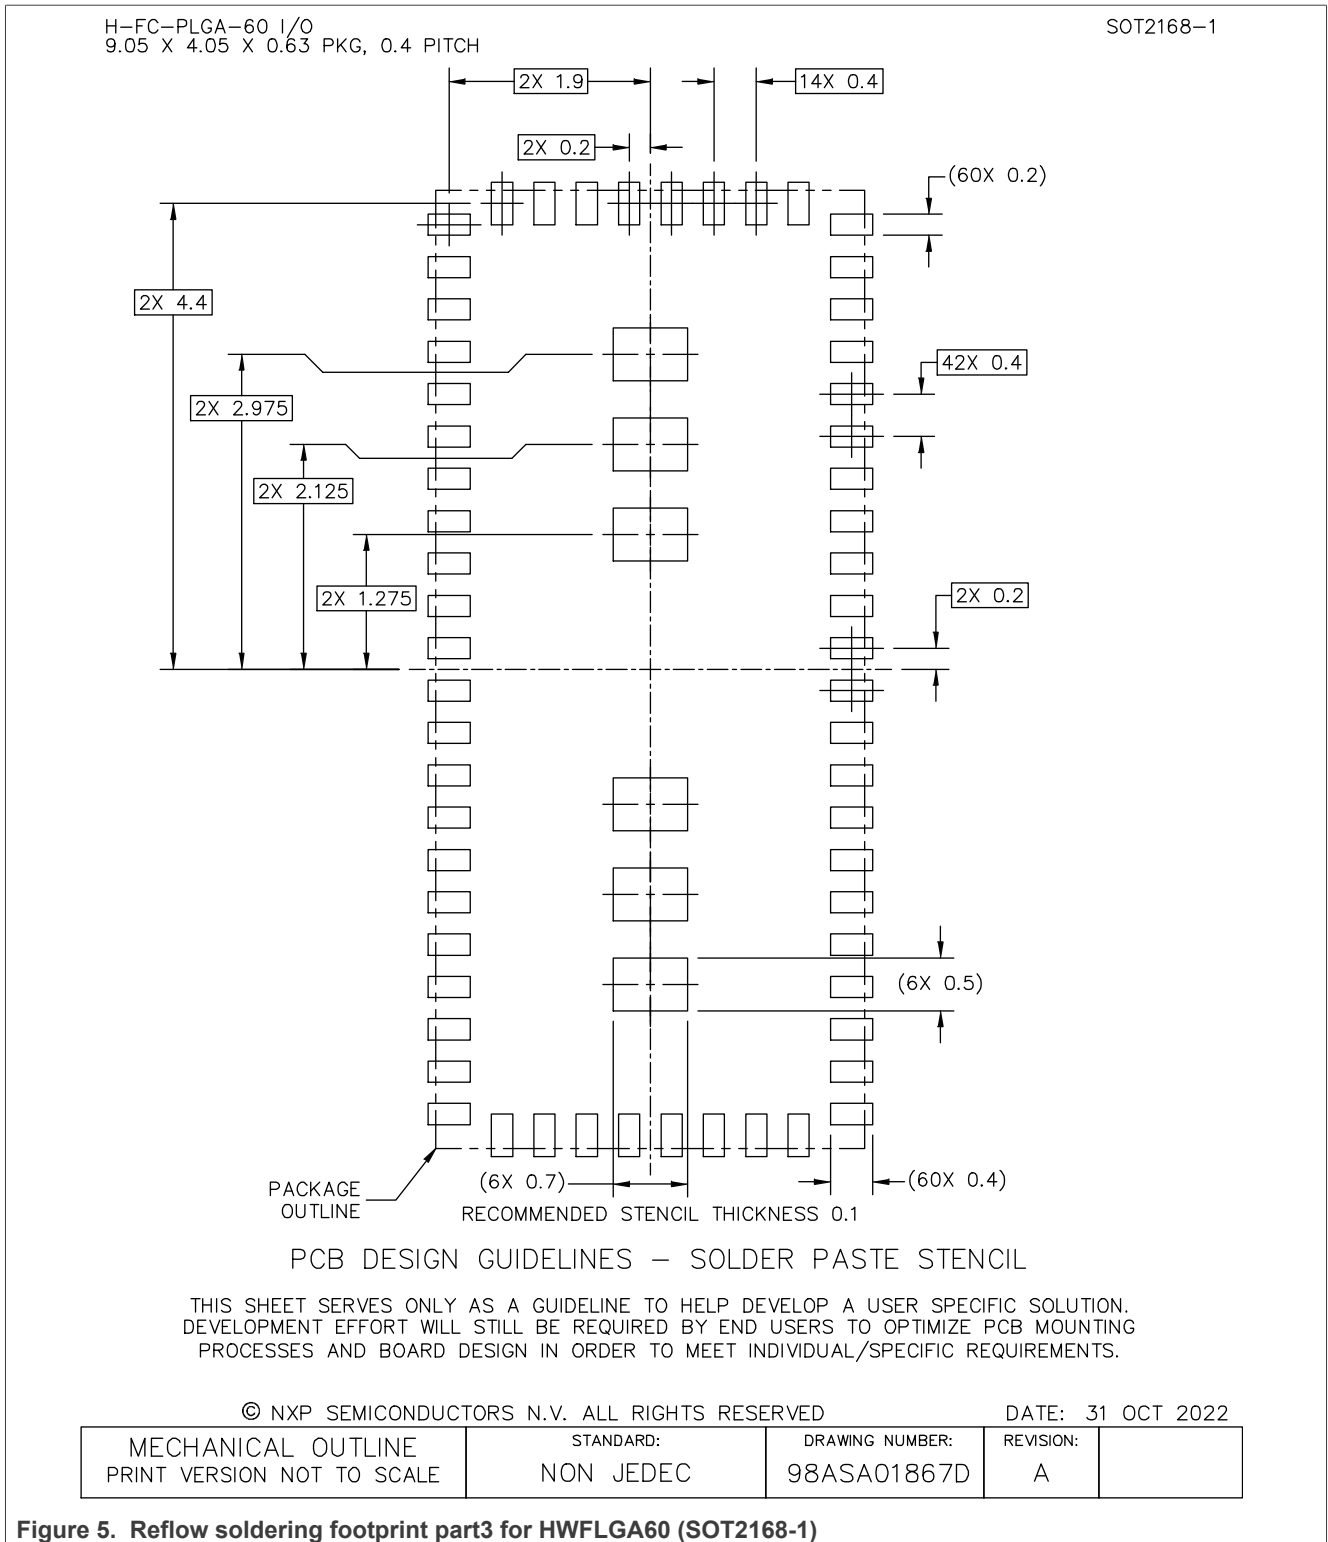 H-FC-PLGA-60 I/O
9.05 X 4.05 X 0.63 PKG, 0.4 PITCH
SOT2168-1
2X 1.9
14X 0.4
2X 0.2
(60X 0.2)
2X 4.4
42X 0.4
2X 2.975
2X 2.125
2X 1.275
2X 0.2
(6X 0.5)
(6X 0.7)
(60X 0.4)
PACKAGE
OUTLINE
RECOMMENDED STENCIL THICKNESS 0.1
PCB DESIGN GUIDELINES – SOLDER PASTE STENCIL
THIS SHEET SERVES ONLY AS A GUIDELINE TO HELP DEVELOP A USER SPECIFIC SOLUTION.
DEVELOPMENT EFFORT WILL STILL BE REQUIRED BY END USERS TO OPTIMIZE PCB MOUNTING
PROCESSES AND BOARD DESIGN IN ORDER TO MEET INDIVIDUAL/SPECIFIC REQUIREMENTS.
© NXP SEMICONDUCTORS N.V. ALL RIGHTS RESERVED
DATE: 31 OCT 2022
MECHANICAL OUTLINE
PRINT VERSION NOT TO SCALE
STANDARD:
NON JEDEC
DRAWING NUMBER:
98ASA01867D
REVISION:
A
Figure 5. Reflow soldering footprint part3 for HWFLGA60 (SOT2168-1)